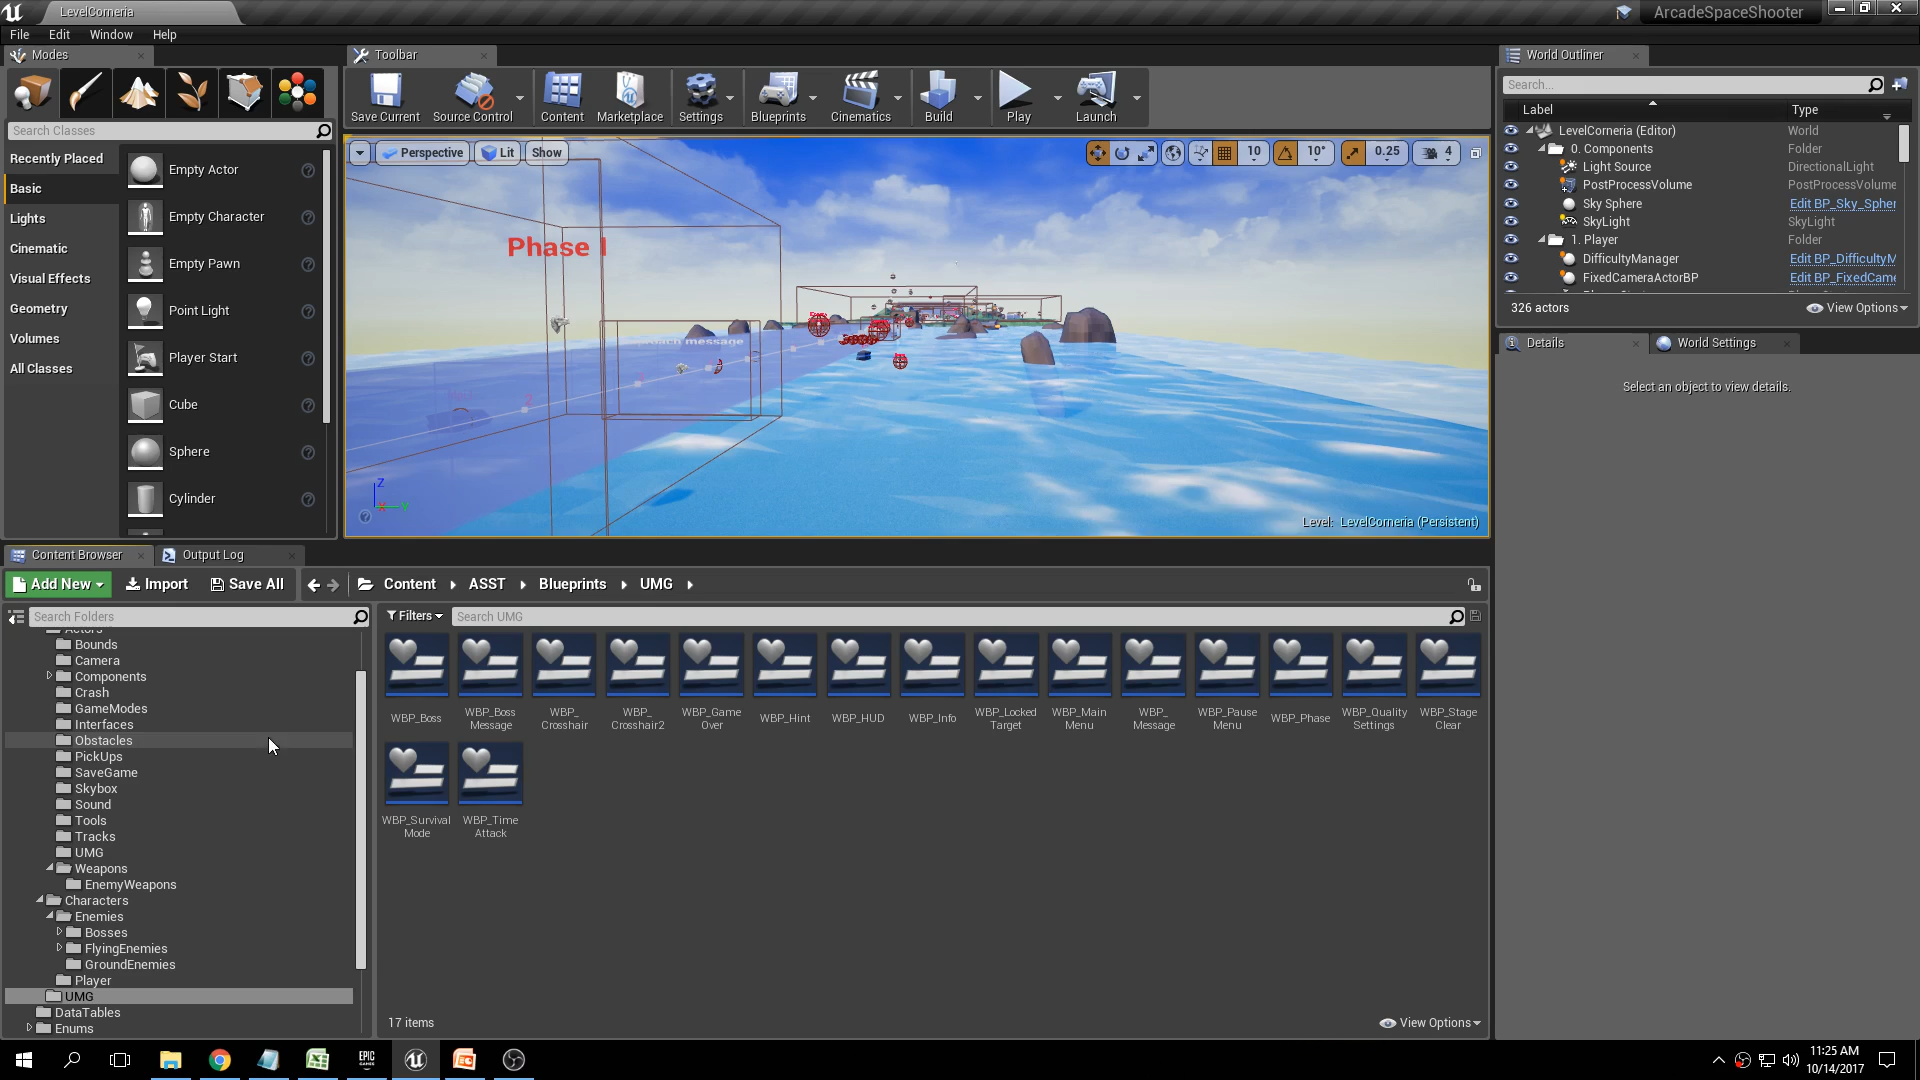 LevelCorneria
ArcadeSpaceShooter
File Edit Window Help
Modes
Toolbar
World Outliner
Save Current
Source Control
Content
Marketplace
Settings
Blueprints
Cinematics
Build
Play
Launch
Search Classes
Recently Placed
Basic
Lights
Cinematic
Visual Effects
Geometry
Volumes
All Classes
Empty Actor
Empty Character
Empty Pawn
Point Light
Player Start
Cube
Sphere
Cylinder
Perspective
Lit
Show
10
10°
0.25
4
Phase I
message
2
Z
X
Y
Level: LevelCorneria (Persistent)
Search...
Label Type
LevelCorneria (Editor) World
0. Components Folder
Light Source DirectionalLight
PostProcessVolume PostProcessVolume
Sky Sphere Edit BP_Sky_Spher
SkyLight SkyLight
1. Player Folder
DifficultyManager Edit BP_DifficultyM
FixedCameraActorBP Edit BP_FixedCame
326 actors
View Options
Details
World Settings
Select an object to view details.
Content Browser
Output Log
Add New
Import
Save All
Content
ASST
Blueprints
UMG
Search Folders
Filters
Search UMG
Actors
Bounds
Camera
Components
Crash
GameModes
Interfaces
Obstacles
PickUps
SaveGame
Skybox
Sound
Tools
Tracks
UMG
Weapons
EnemyWeapons
Characters
Enemies
Bosses
FlyingEnemies
GroundEnemies
Player
UMG
DataTables
Enums
WBP_Boss
WBP_Boss
Message
WBP_
Crosshair
WBP_
Crosshair2
WBP_Game
Over
WBP_Hint
WBP_HUD
WBP_Info
WBP_Locked
Target
WBP_Main
Menu
WBP_
Message
WBP_Pause
Menu
WBP_Phase
WBP_Quality
Settings
WBP_Stage
Clear
WBP_Survival
Mode
WBP_Time
Attack
17 items
View Options
EPIC
GAMES
11:25 AM
10/14/2017